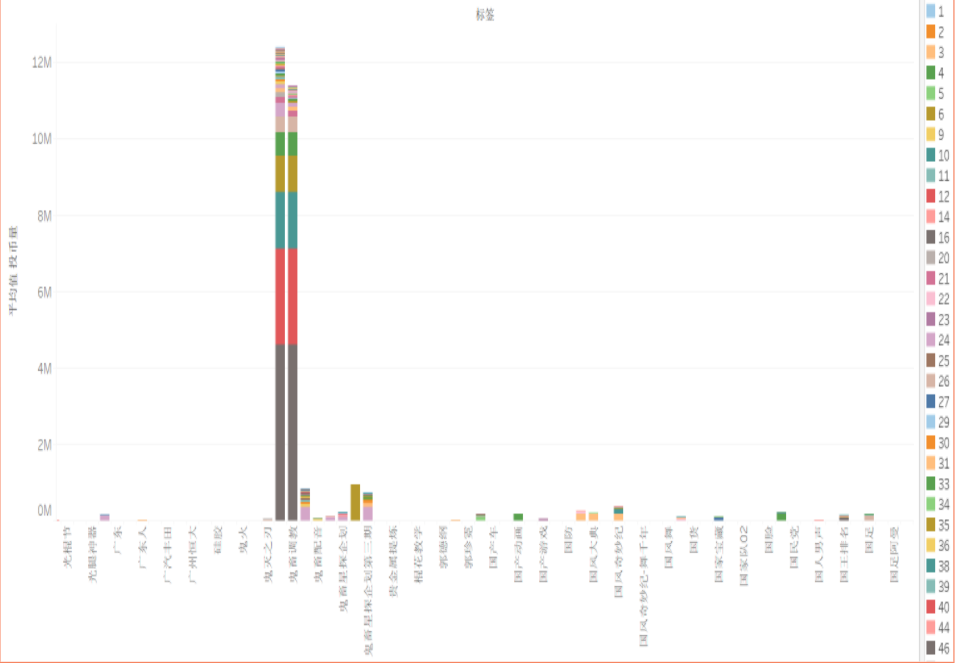 标签
12M
10M
8M
6M
4M
2M
0M
平均值 投币量
光棍节
光腿神器
广东
广东人
广汽丰田
广州恒大
硅胶
鬼火
鬼灭之刃
鬼畜调教
鬼畜配音
鬼畜星探企划
鬼畜星探企划第三期
贵金属提炼
棍花教学
郭德纲
郭珍霓
国产车
国产动画
国产游戏
国防
国风大典
国风奇妙纪
国风奇妙纪-舞千年
国风舞
国货
国家宝藏
国家队02
国脸
国民党
国人男声
国王排名
国足
国足阿曼
1
2
3
4
5
6
9
10
11
12
14
16
20
21
22
23
24
25
26
27
29
30
31
33
34
35
36
38
39
40
44
46